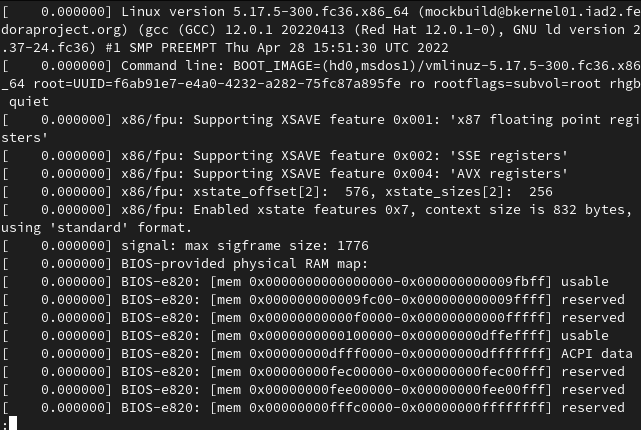 [    0.000000] Linux version 5.17.5-300.fc36.x86_64 (mockbuild@bkernel01.iad2.fe
doraproject.org) (gcc (GCC) 12.0.1 20220413 (Red Hat 12.0.1-0), GNU ld version 2
.37-24.fc36) #1 SMP PREEMPT Thu Apr 28 15:51:30 UTC 2022
[    0.000000] Command line: BOOT_IMAGE=(hd0,msdos1)/vmlinuz-5.17.5-300.fc36.x86
_64 root=UUID=f6ab91e7-e4a0-4232-a282-75fc87a895fe ro rootflags=subvol=root rhgb
 quiet
[    0.000000] x86/fpu: Supporting XSAVE feature 0x001: 'x87 floating point regi
sters'
[    0.000000] x86/fpu: Supporting XSAVE feature 0x002: 'SSE registers'
[    0.000000] x86/fpu: Supporting XSAVE feature 0x004: 'AVX registers'
[    0.000000] x86/fpu: xstate_offset[2]:  576, xstate_sizes[2]:  256
[    0.000000] x86/fpu: Enabled xstate features 0x7, context size is 832 bytes,
using 'standard' format.
[    0.000000] signal: max sigframe size: 1776
[    0.000000] BIOS-provided physical RAM map:
[    0.000000] BIOS-e820: [mem 0x0000000000000000-0x000000000009fbff] usable
[    0.000000] BIOS-e820: [mem 0x000000000009fc00-0x000000000009ffff] reserved
[    0.000000] BIOS-e820: [mem 0x00000000000f0000-0x00000000000fffff] reserved
[    0.000000] BIOS-e820: [mem 0x0000000000100000-0x00000000dffeffff] usable
[    0.000000] BIOS-e820: [mem 0x00000000dfff0000-0x00000000dfffffff] ACPI data
[    0.000000] BIOS-e820: [mem 0x00000000fec00000-0x00000000fec00fff] reserved
[    0.000000] BIOS-e820: [mem 0x00000000fee00000-0x00000000fee00fff] reserved
[    0.000000] BIOS-e820: [mem 0x00000000fffc0000-0x00000000ffffffff] reserved
: